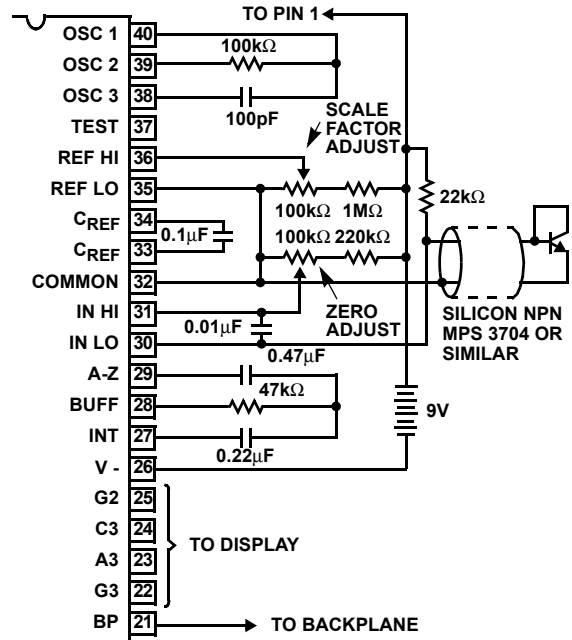 TO PIN 1
OSC 1 40
100kΩ
OSC 2 39
OSC 3 38
100pF
TEST 37
SCALE
FACTOR
ADJUST
REF HI 36
REF LO 35
100kΩ 1MΩ
22kΩ
CREF 34
0.1µF
CREF 33
100kΩ 220kΩ
COMMON 32
IN HI 31
ZERO
ADJUST
0.01µF
SILICON NPN
MPS 3704 OR
SIMILAR
IN LO 30
0.47µF
A-Z 29
47kΩ
BUFF 28
9V
INT 27
0.22µF
V - 26
G2 25
C3 24
TO DISPLAY
A3 23
G3 22
BP 21
TO BACKPLANE